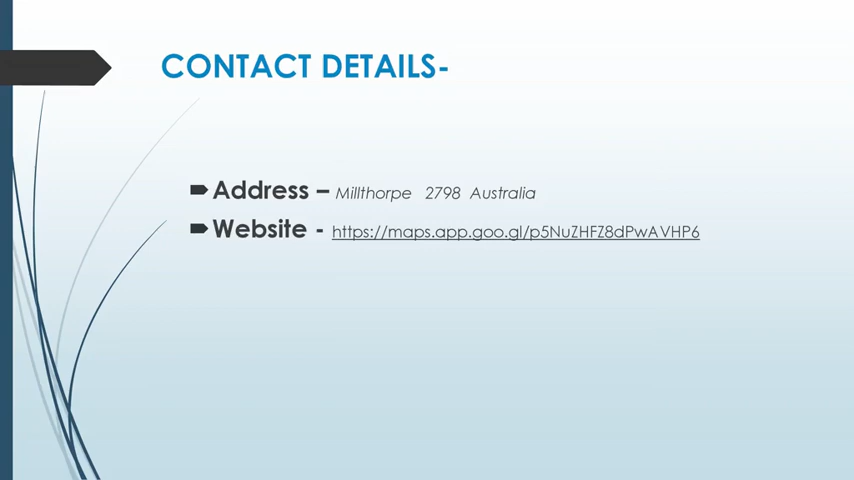 CONTACT DETAILS-
Address – Millthorpe 2798 Australia
Website - https://maps.app.goo.gl/p5NuZHFZ8dPwAVHP6